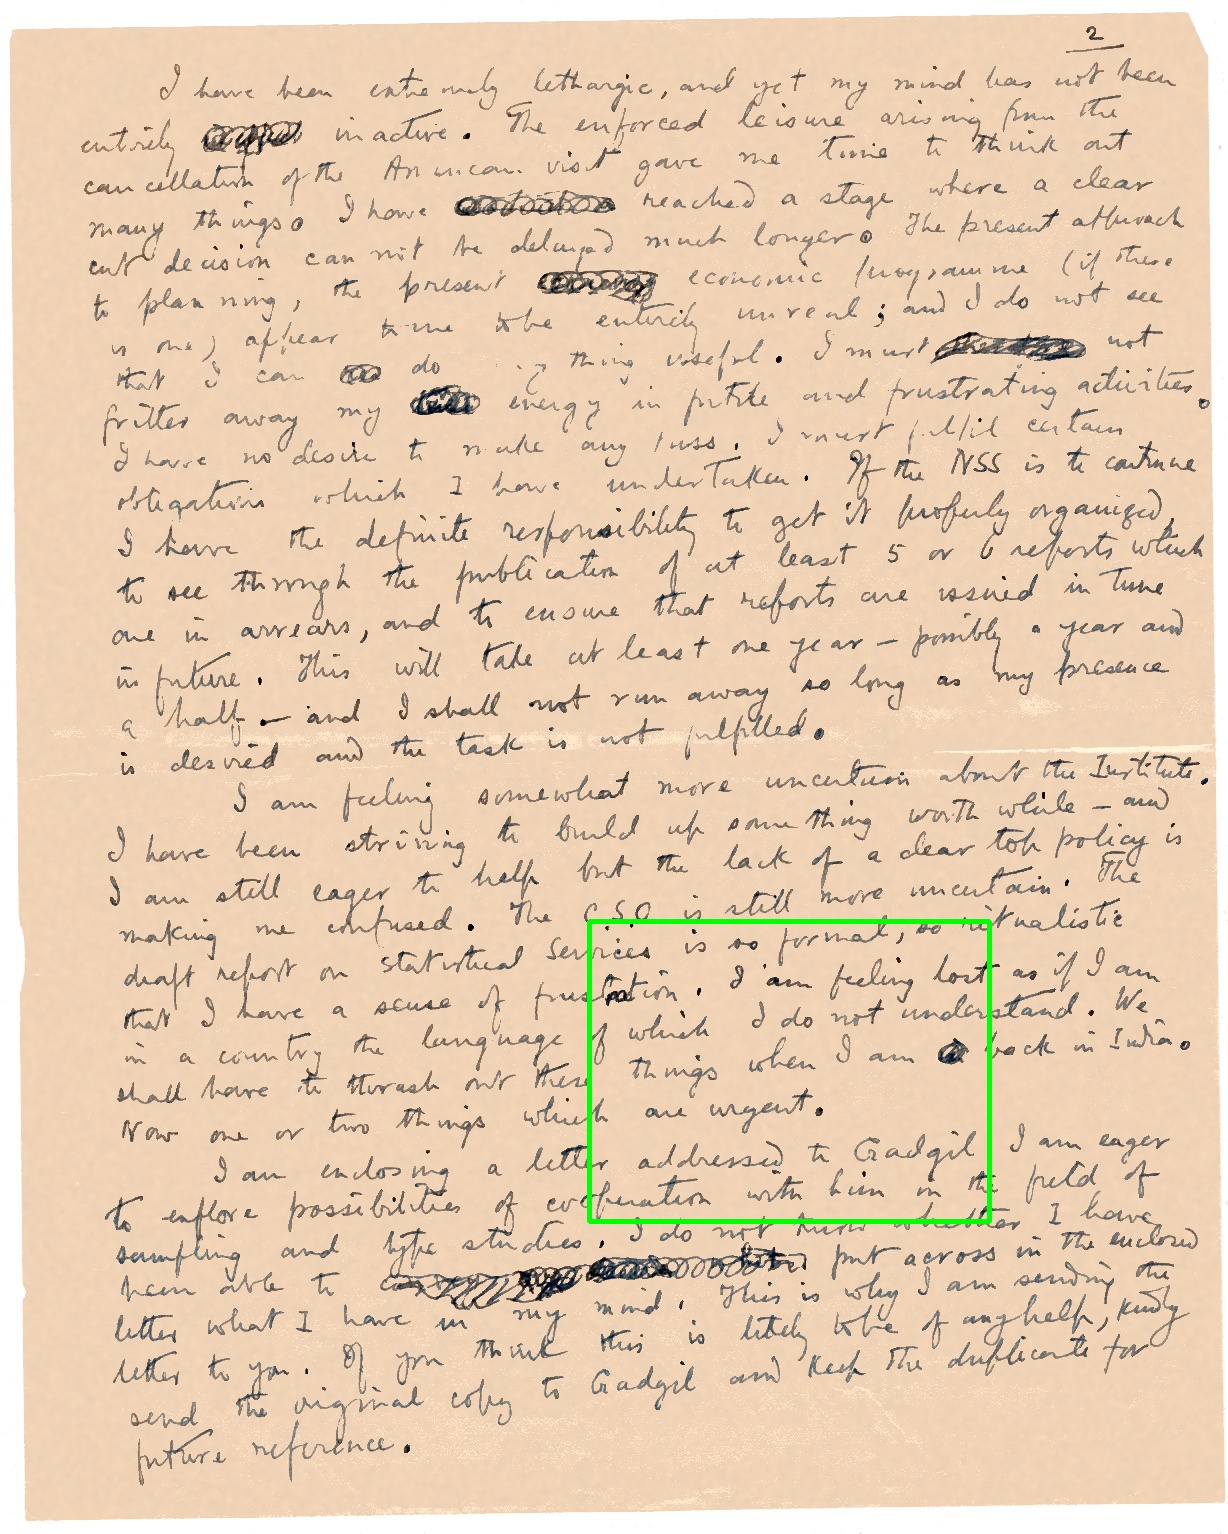 2
I have been extremely lethargic, and yet my mind has not been
entirely inactive. The enforced leisure arising from the
cancellation of the American visit gave me time to think out
many things. I have reached a stage where a clear
cut decision can not be delayed much longer. The present approach
to planning, the present economic programme (if there
is one) appear to me to be entirely unreal; and I do not see
that I can do thing useful. I must not
fritter away my energy in futile and frustrating activities.
I have no desire to make any fuss. I must fulfil certain
obligations which I have undertaken. If the NSS is to continue
I have the definite responsibility to get it properly organized,
to see through the publication of at least 5 or 6 reports which
are in arrears, and to ensure that reports are issued in time
in future. This will take at least one year – possibly a year and
a half – and I shall not run away so long as my presence
is desired and the task is not fulfilled.
I am feeling somewhat more uncertain about the Institute.
I have been striving to build up something worth while – and
I am still eager to help but the lack of a clear top policy is
making me confused. The CSO is still more uncertain. The
draft report on Statistical Services is so formal, so ritualistic
that I have a sense of frustration. I am feeling lost as if I am
in a country the language of which I do not understand. We
shall have to thrash out these things when I am back in India.
Now one or two things which are urgent.
I am enclosing a letter addressed to Gadgil I am eager
to explore possibilities of cooperation with him in the field of
sampling and type studies. I do not know whether I have
been able to put across in the enclosed
letter what I have in my mind. This is why I am sending the
letter to you. If you think this is likely to be of any help, kindly
send the original copy to Gadgil and keep the duplicate for
future reference.